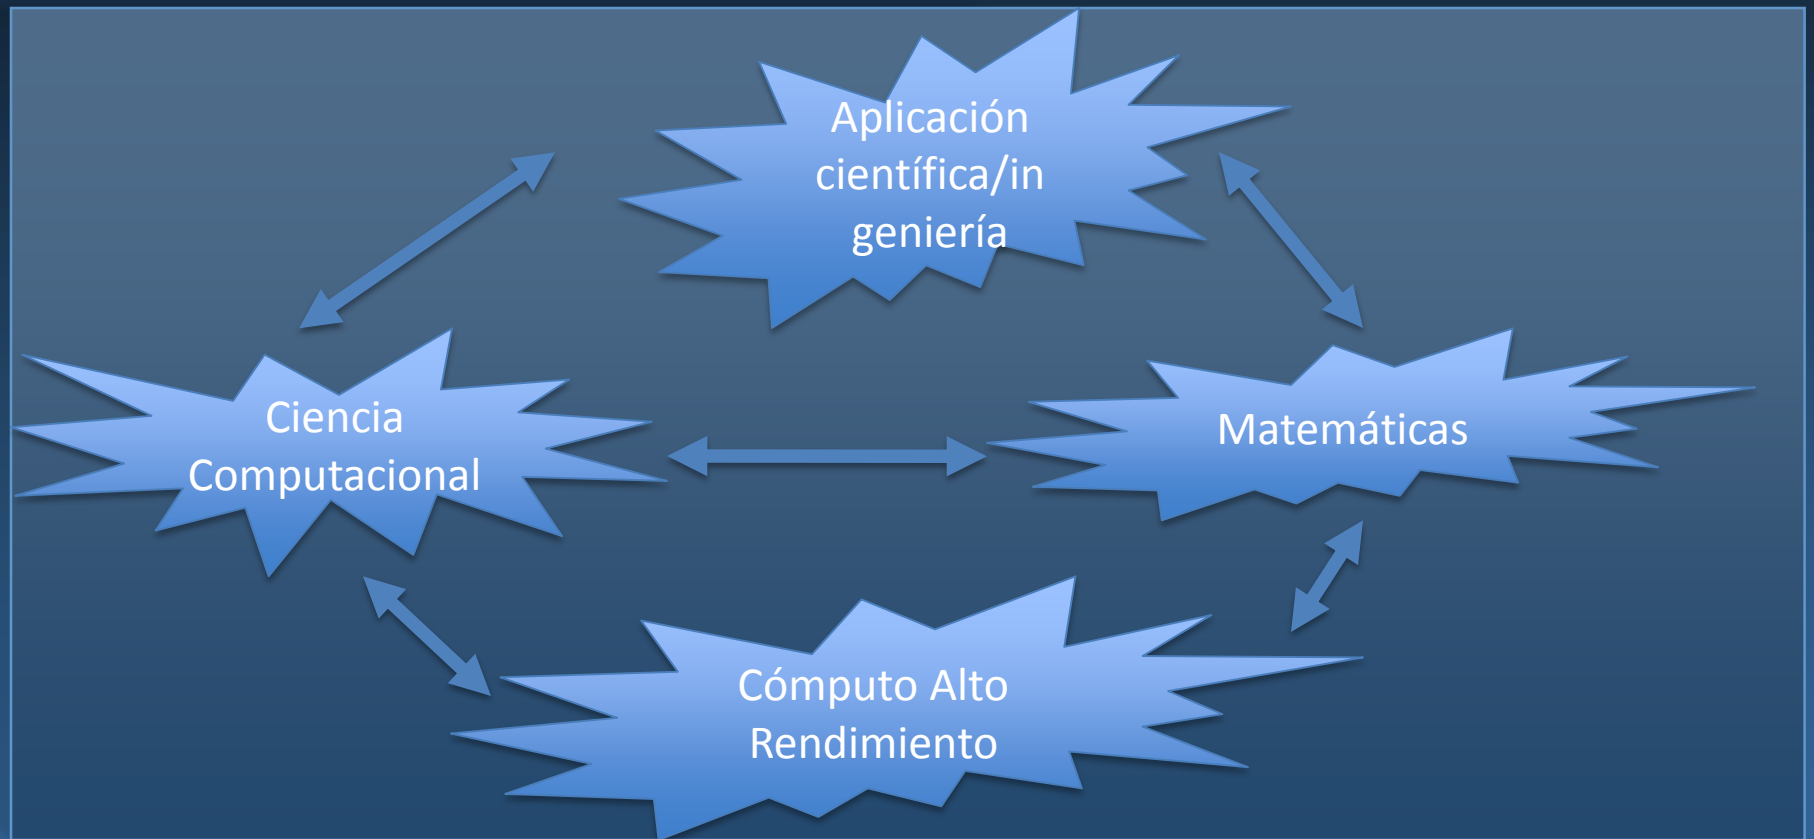 Aplicación
científica/in
geniería
Ciencia
Computacional
Matemáticas
Cómputo Alto
Rendimiento